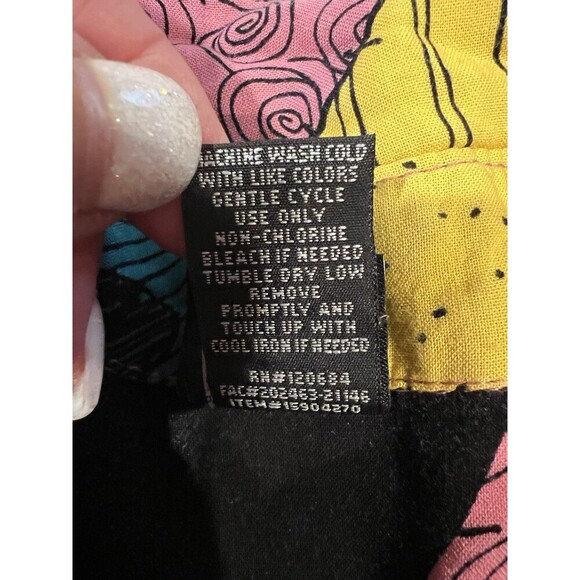 MACHINE WASH COLD
WITH LIKE COLORS
GENTLE CYCLE
USE ONLY
NON-CHLORINE
BLEACH IF NEEDED
TUMBLE DRY LOW
REMOVE
PROMPTLY AND
TOUCH UP WITH
COOL IRON IF NEEDED
RN#120684
FAC#202463-21146
ITEM#15904270